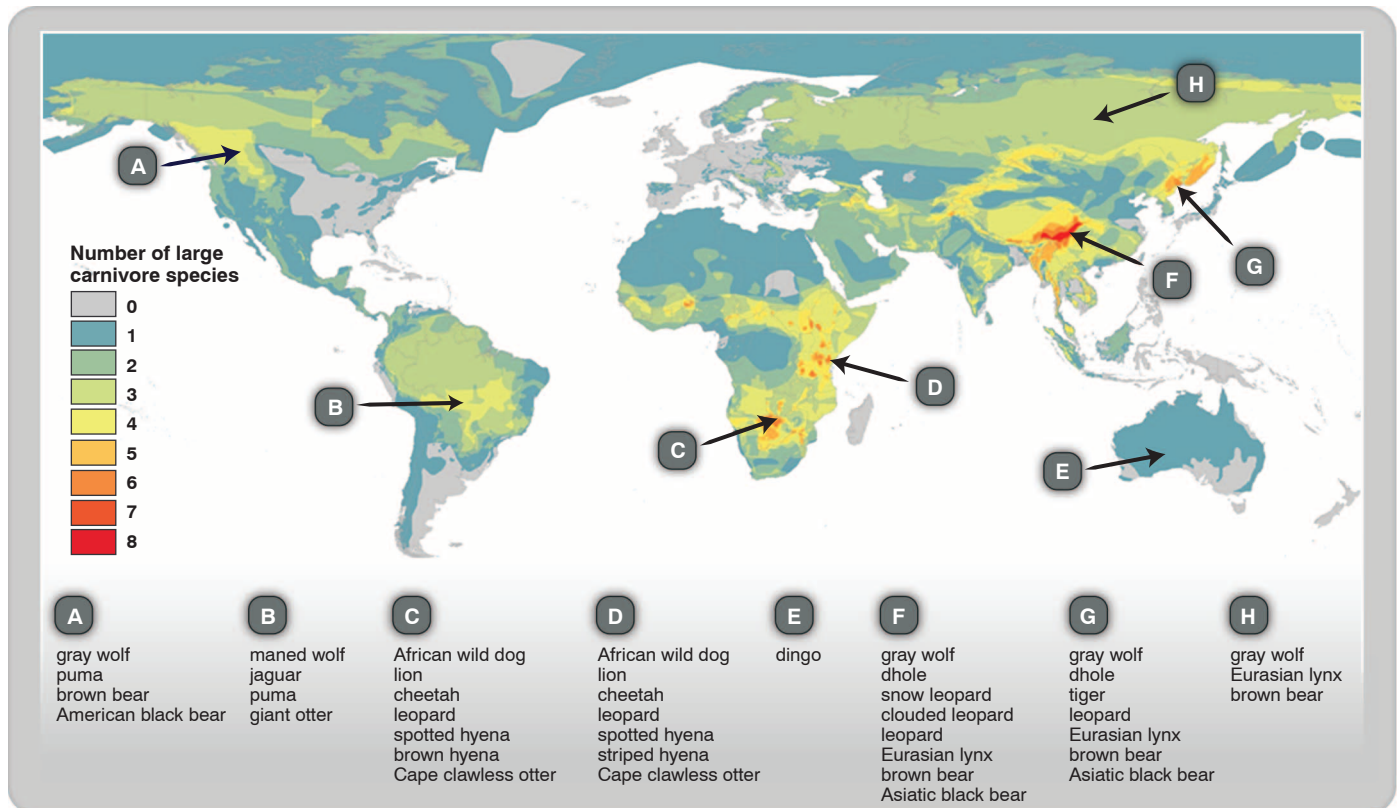 A
H
G
F
D
B
C
E
Number of large
carnivore species
0
1
2
3
4
5
6
7
8
A
gray wolf
puma
brown bear
American black bear
B
maned wolf
jaguar
puma
giant otter
C
African wild dog
lion
cheetah
leopard
spotted hyena
brown hyena
Cape clawless otter
D
African wild dog
lion
cheetah
leopard
spotted hyena
striped hyena
Cape clawless otter
E
dingo
F
gray wolf
dhole
snow leopard
clouded leopard
leopard
Eurasian lynx
brown bear
Asiatic black bear
G
gray wolf
dhole
tiger
leopard
Eurasian lynx
brown bear
Asiatic black bear
H
gray wolf
Eurasian lynx
brown bear